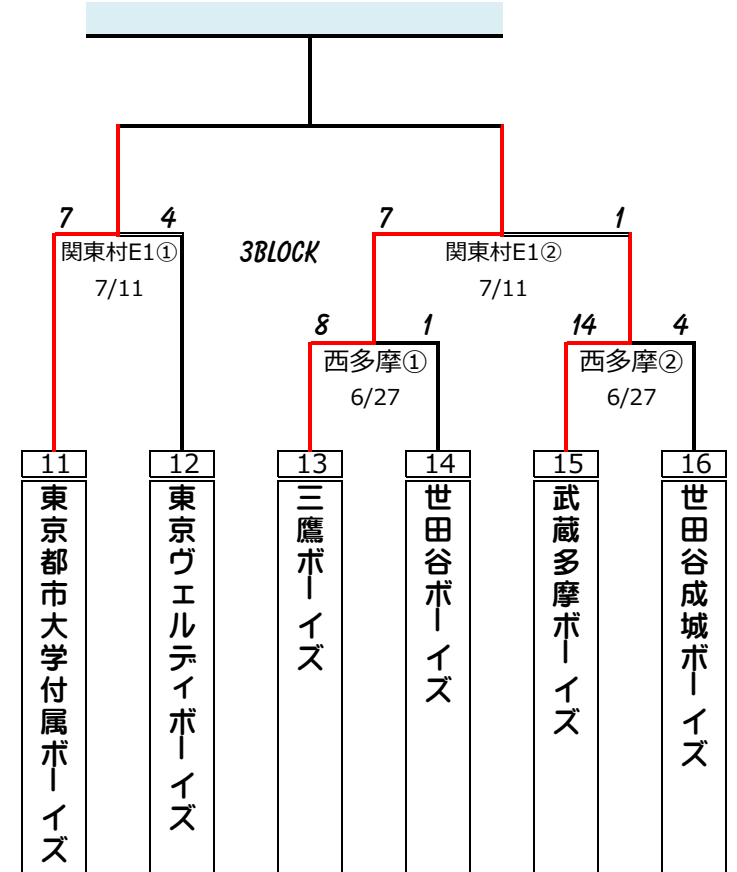 7 4 7 1
関東村E1① 3BLOCK 関東村E1②
7/11 7/11
8 1 14 4
西多摩① 西多摩②
6/27 6/27
11 12 13 14 15 16
東京都市大学付属ボーイズ
東京ヴェルディボーイズ
三鷹ボーイズ
世田谷ボーイズ
武蔵多摩ボーイズ
世田谷成城ボーイズ